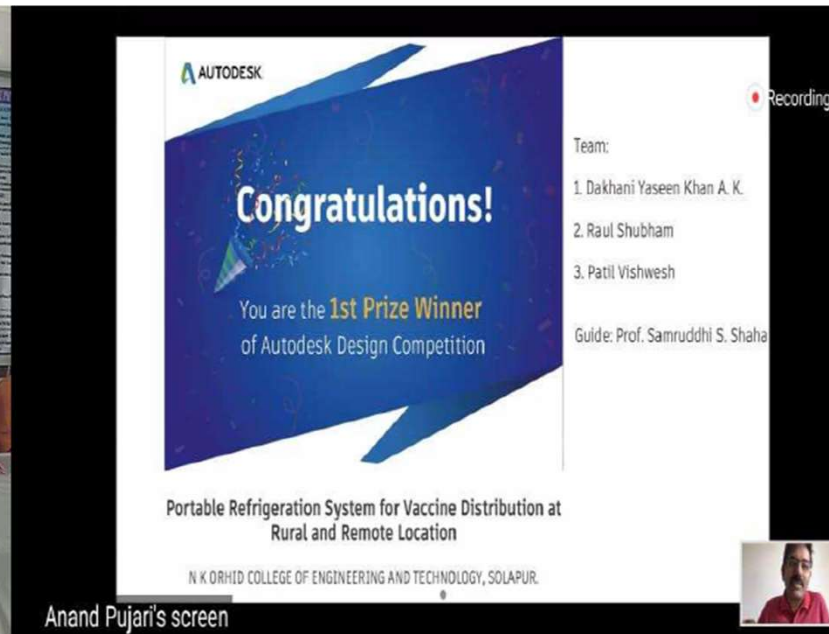 AUTODESK
Recording
Congratulations!
You are the 1st Prize Winner
of Autodesk Design Competition
Team:
1. Dakhani Yaseen Khan A. K.
2. Raul Shubham
3. Patil Vishwesh
Guide: Prof. Samruddhi S. Shaha
Portable Refrigeration System for Vaccine Distribution at
Rural and Remote Location
N K ORHID COLLEGE OF ENGINEERING AND TECHNOLOGY, SOLAPUR.
Anand Pujari's screen